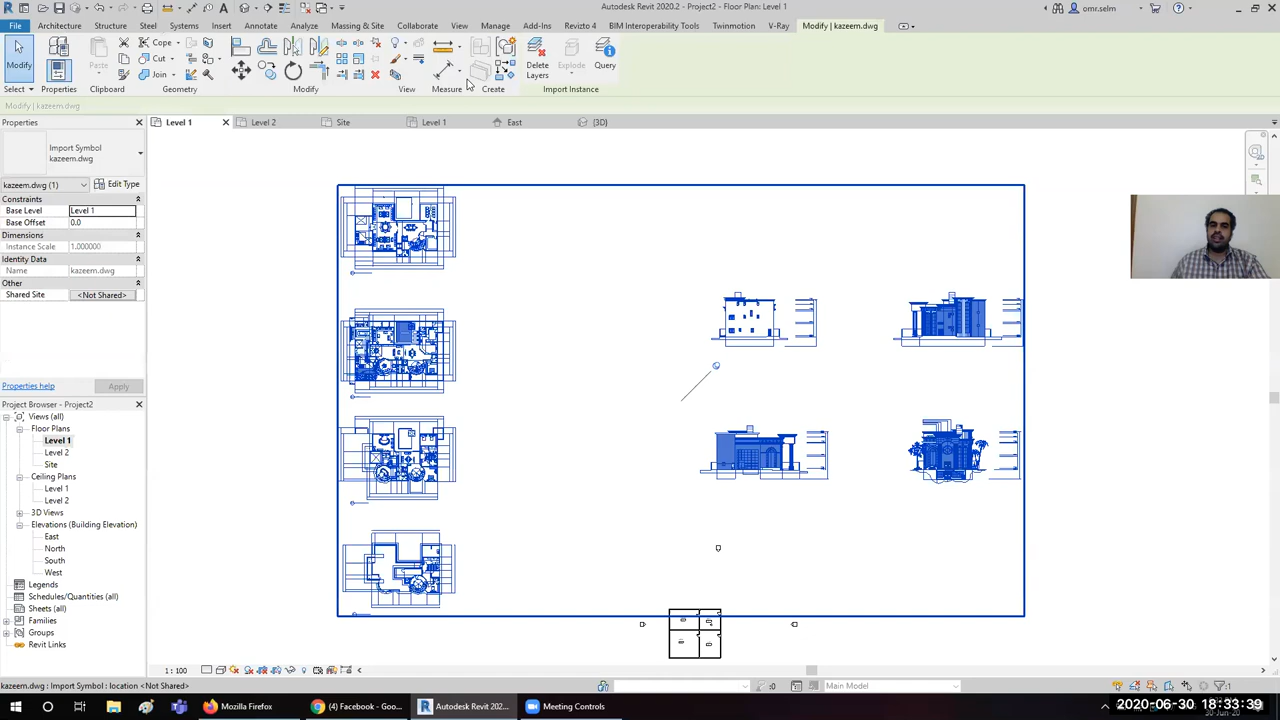 Autodesk Revit 2020.2 - Project2 - Floor Plan: Level 1
omr.selm
File Architecture Structure Steel Systems Insert Annotate Analyze Massing & Site Collaborate View Manage Add-Ins Revizto 4 BIM Interoperability Tools Twinmotion V-Ray Modify | kazeem.dwg
Modify Paste Cope Cut Join Delete Layers Explode Query
Select Properties Clipboard Geometry Modify View Measure Create Import Instance
Modify | kazeem.dwg
Properties
Level 1 Level 2 Site Level 1 East {3D}
Import Symbol
kazeem.dwg
kazeem.dwg (1) Edit Type
Constraints
Base Level Level 1
Base Offset 0.0
Dimensions
Instance Scale 1.000000
Identity Data
Name kazeem.dwg
Other
Shared Site <Not Shared>
Properties help Apply
Project Browser - Project2
Views (all)
Floor Plans
Level 1
Level 2
Site
Ceiling Plans
Level 1
Level 2
3D Views
Elevations (Building Elevation)
East
North
South
West
Legends
Schedules/Quantities (all)
Sheets (all)
Families
Groups
Revit Links
1 : 100
kazeem.dwg : Import Symbol : location <Not Shared>
:0 Main Model :1
Mozilla Firefox (4) Facebook - Goo... Autodesk Revit 202... Meeting Controls
2020-06-30 18:33:39